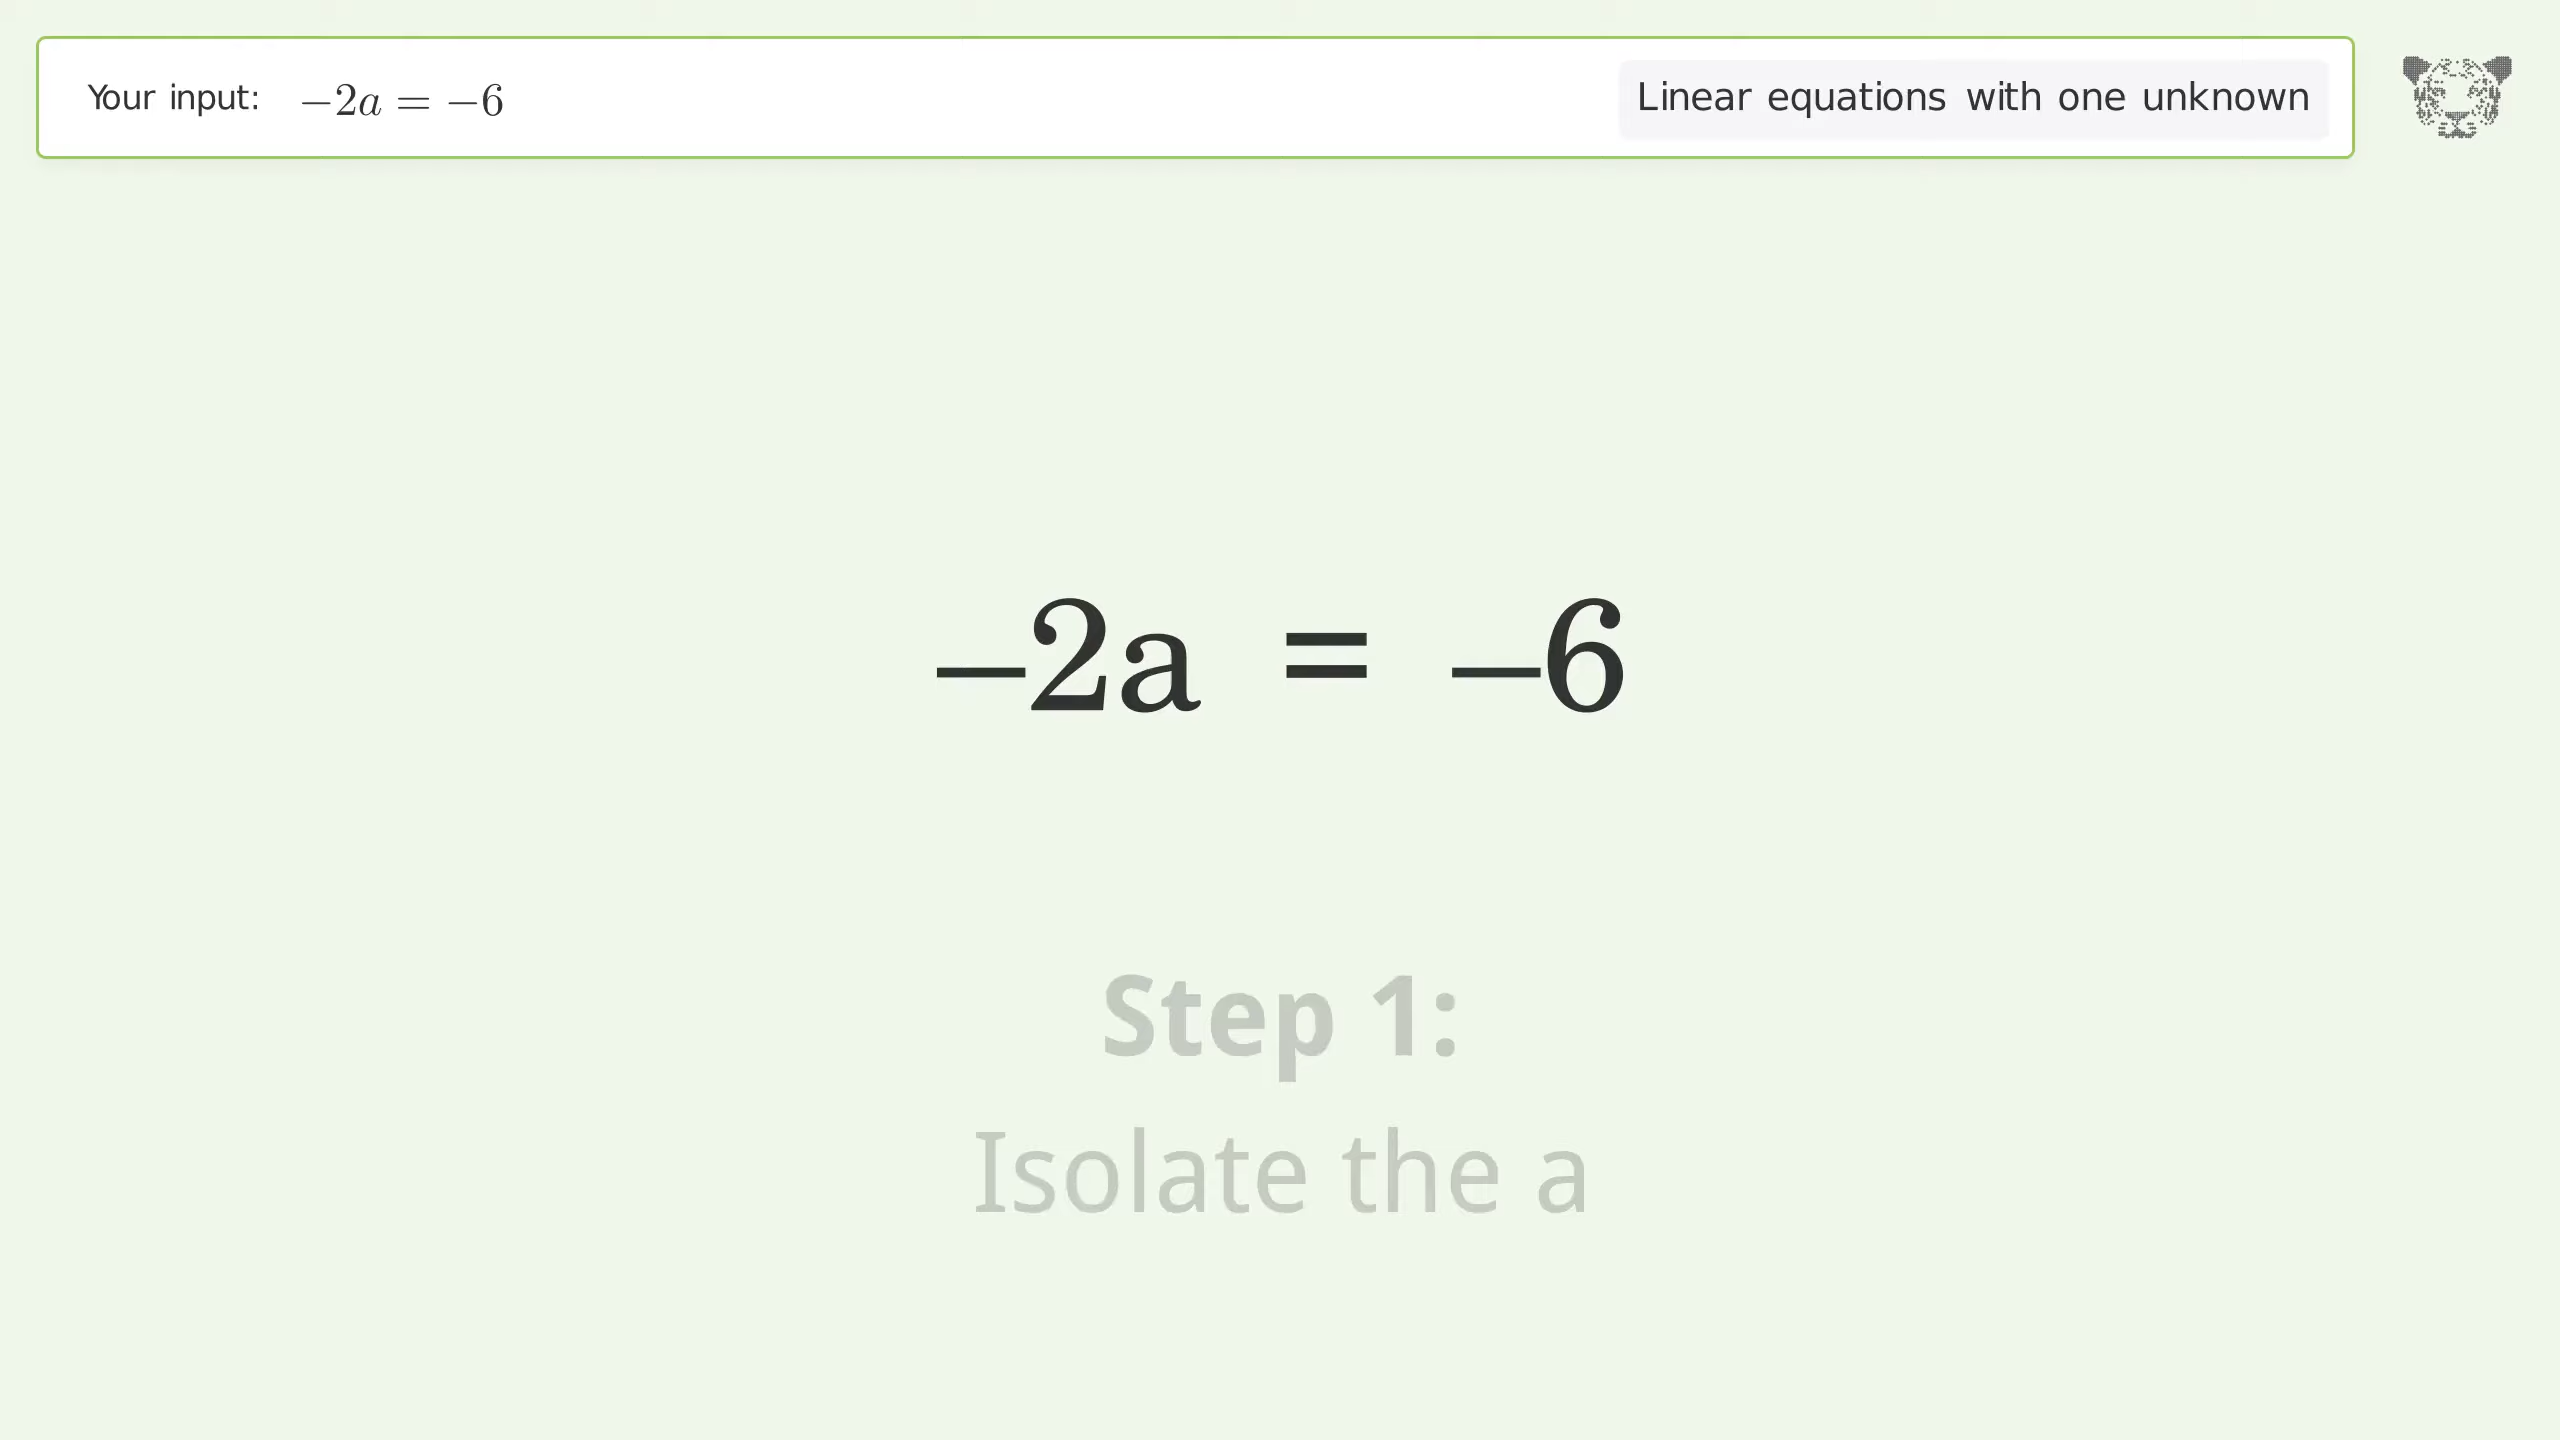 Your input: −2a = −6
Linear equations with one unknown
−2a = −6
Step 1:
Isolate the a